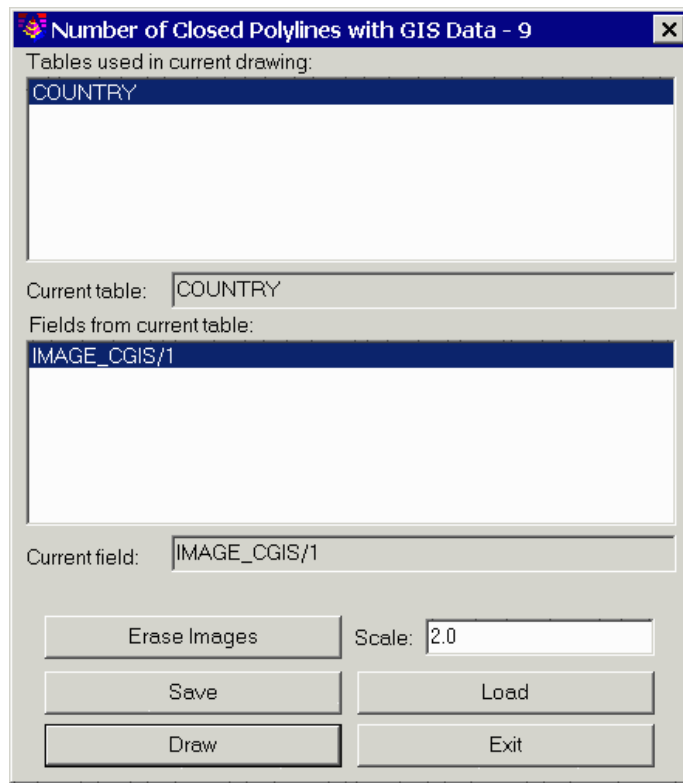 Number of Closed Polylines with GIS Data - 9
Tables used in current drawing:
COUNTRY
Current table: COUNTRY
Fields from current table:
IMAGE_CGIS/1
Current field: IMAGE_CGIS/1
Erase Images Scale: 2.0
Save Load
Draw Exit